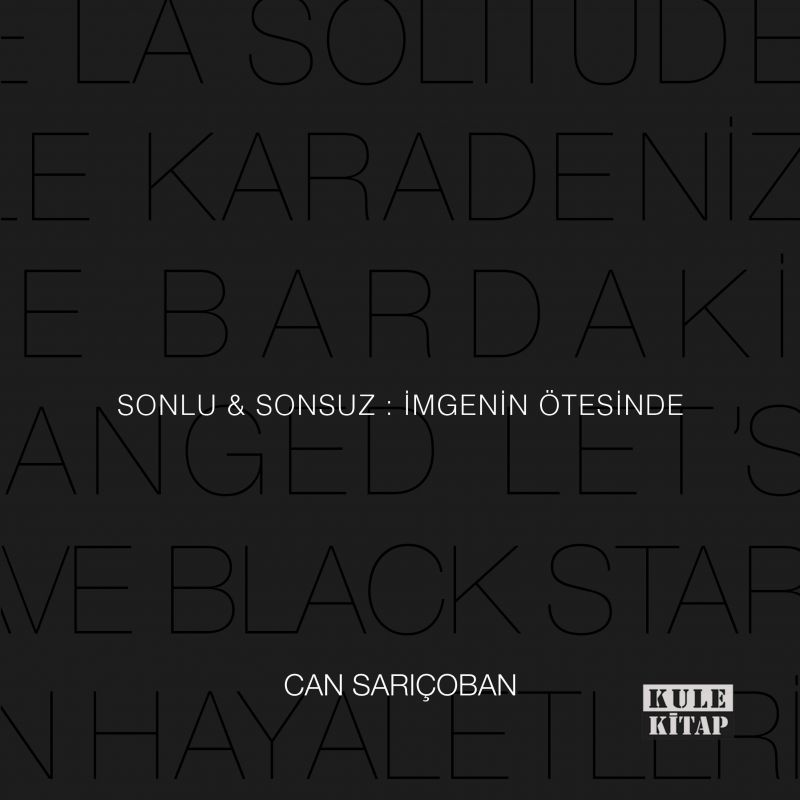 E LA SOLITUDE
LE KARADENİZ
E BARDAKİ
SONLU & SONSUZ : İMGENİN ÖTESİNDE
ANGED LET'S
AVE BLACK STAR
CAN SARIÇOBAN
KULE
KİTAP
N HAYALETLERİ